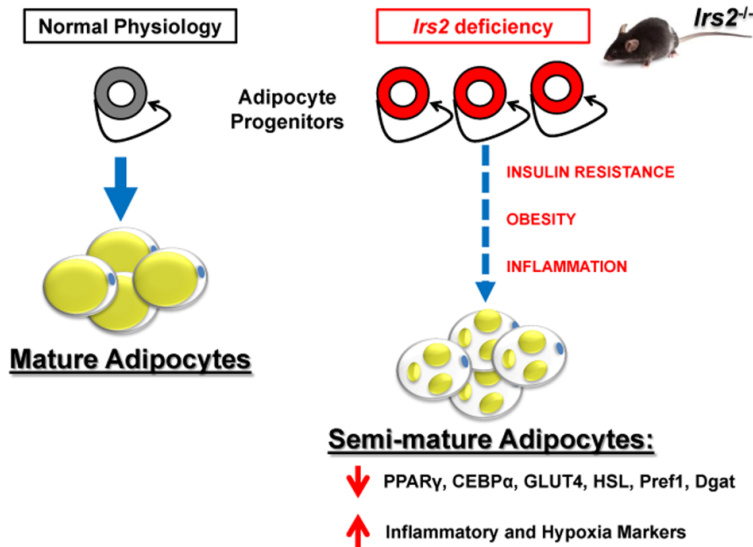 Normal Physiology
Irs2 deficiency
Irs2-/-
Adipocyte
Progenitors
INSULIN RESISTANCE
OBESITY
INFLAMMATION
Mature Adipocytes
Semi-mature Adipocytes:
PPARγ, CEBPα, GLUT4, HSL, Pref1, Dgat
Inflammatory and Hypoxia Markers